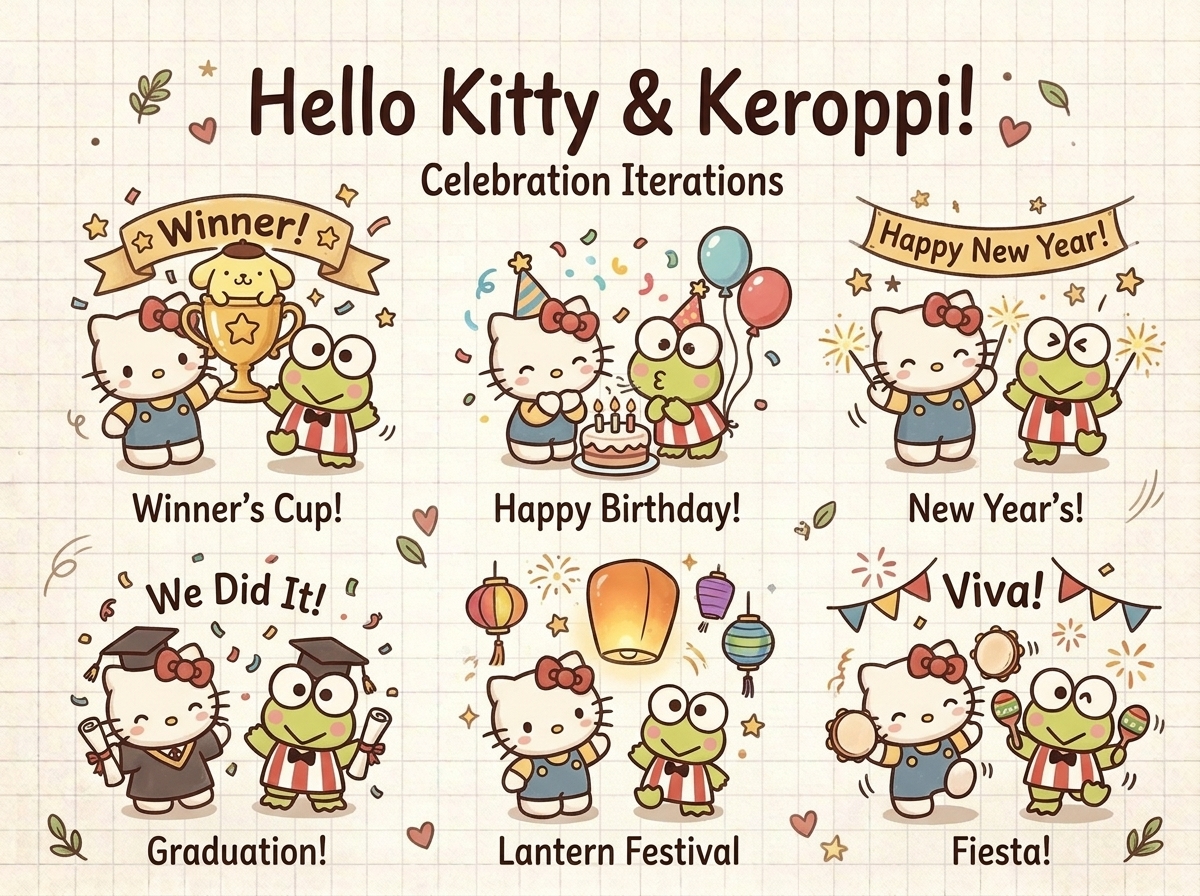 Hello Kitty & Keroppi!
Celebration Iterations
Winner!
Happy New Year!
Winner's Cup!
Happy Birthday!
New Year's!
We Did It!
Viva!
Graduation!
Lantern Festival
Fiesta!